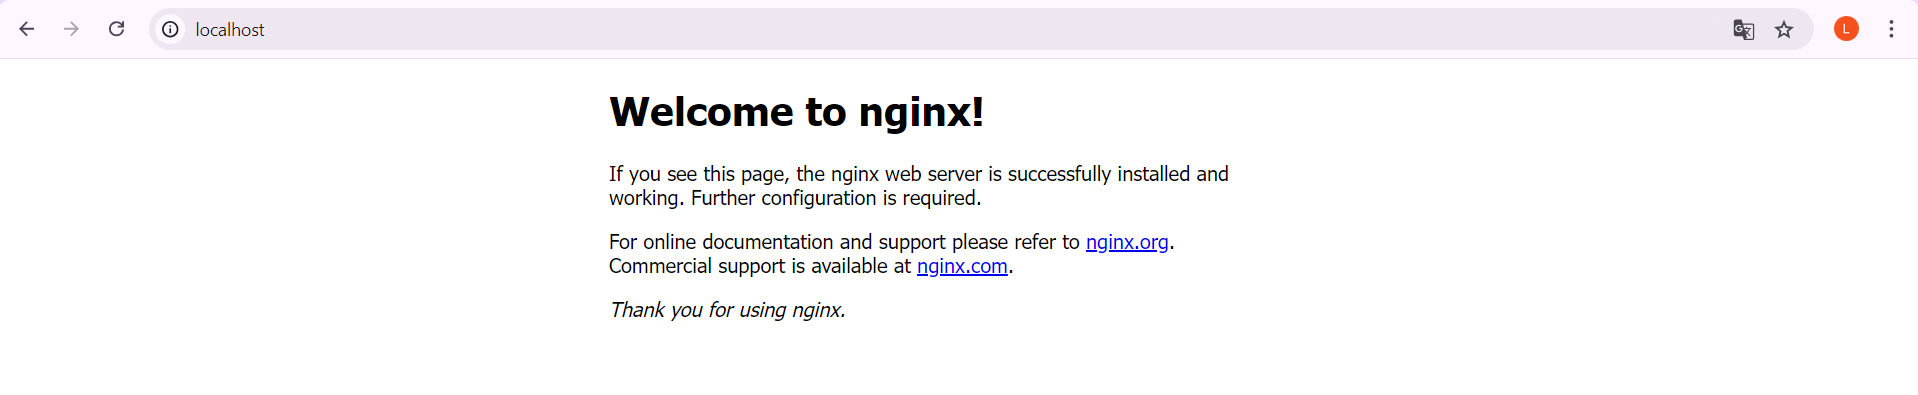 localhost
L
Welcome to nginx!
If you see this page, the nginx web server is successfully installed and
working. Further configuration is required.
For online documentation and support please refer to nginx.org.
Commercial support is available at nginx.com.
Thank you for using nginx.